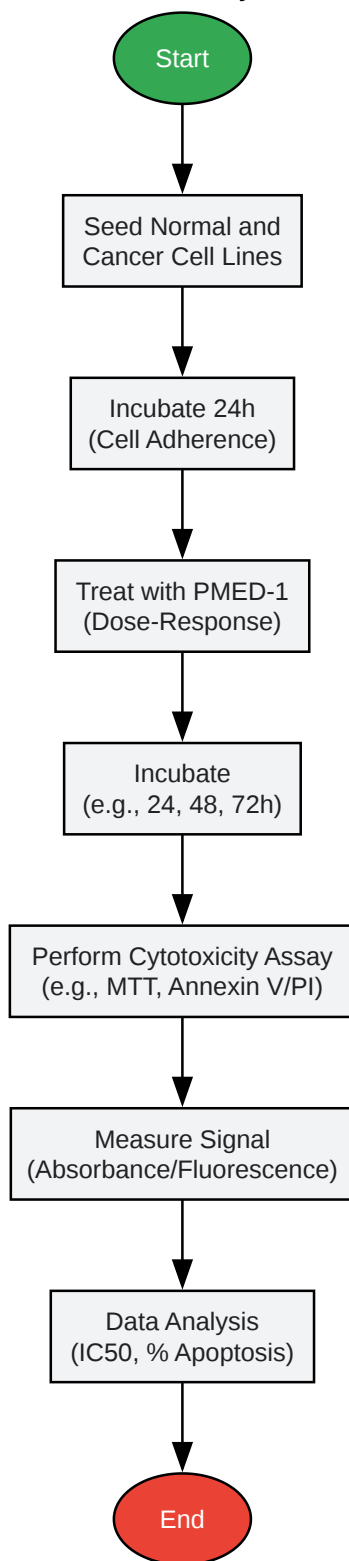 Start
Seed Normal and
Cancer Cell Lines
Incubate 24h
(Cell Adherence)
Treat with PMED-1
(Dose-Response)
Incubate
(e.g., 24, 48, 72h)
Perform Cytotoxicity Assay
(e.g., MTT, Annexin V/PI)
Measure Signal
(Absorbance/Fluorescence)
Data Analysis
(IC50, % Apoptosis)
End